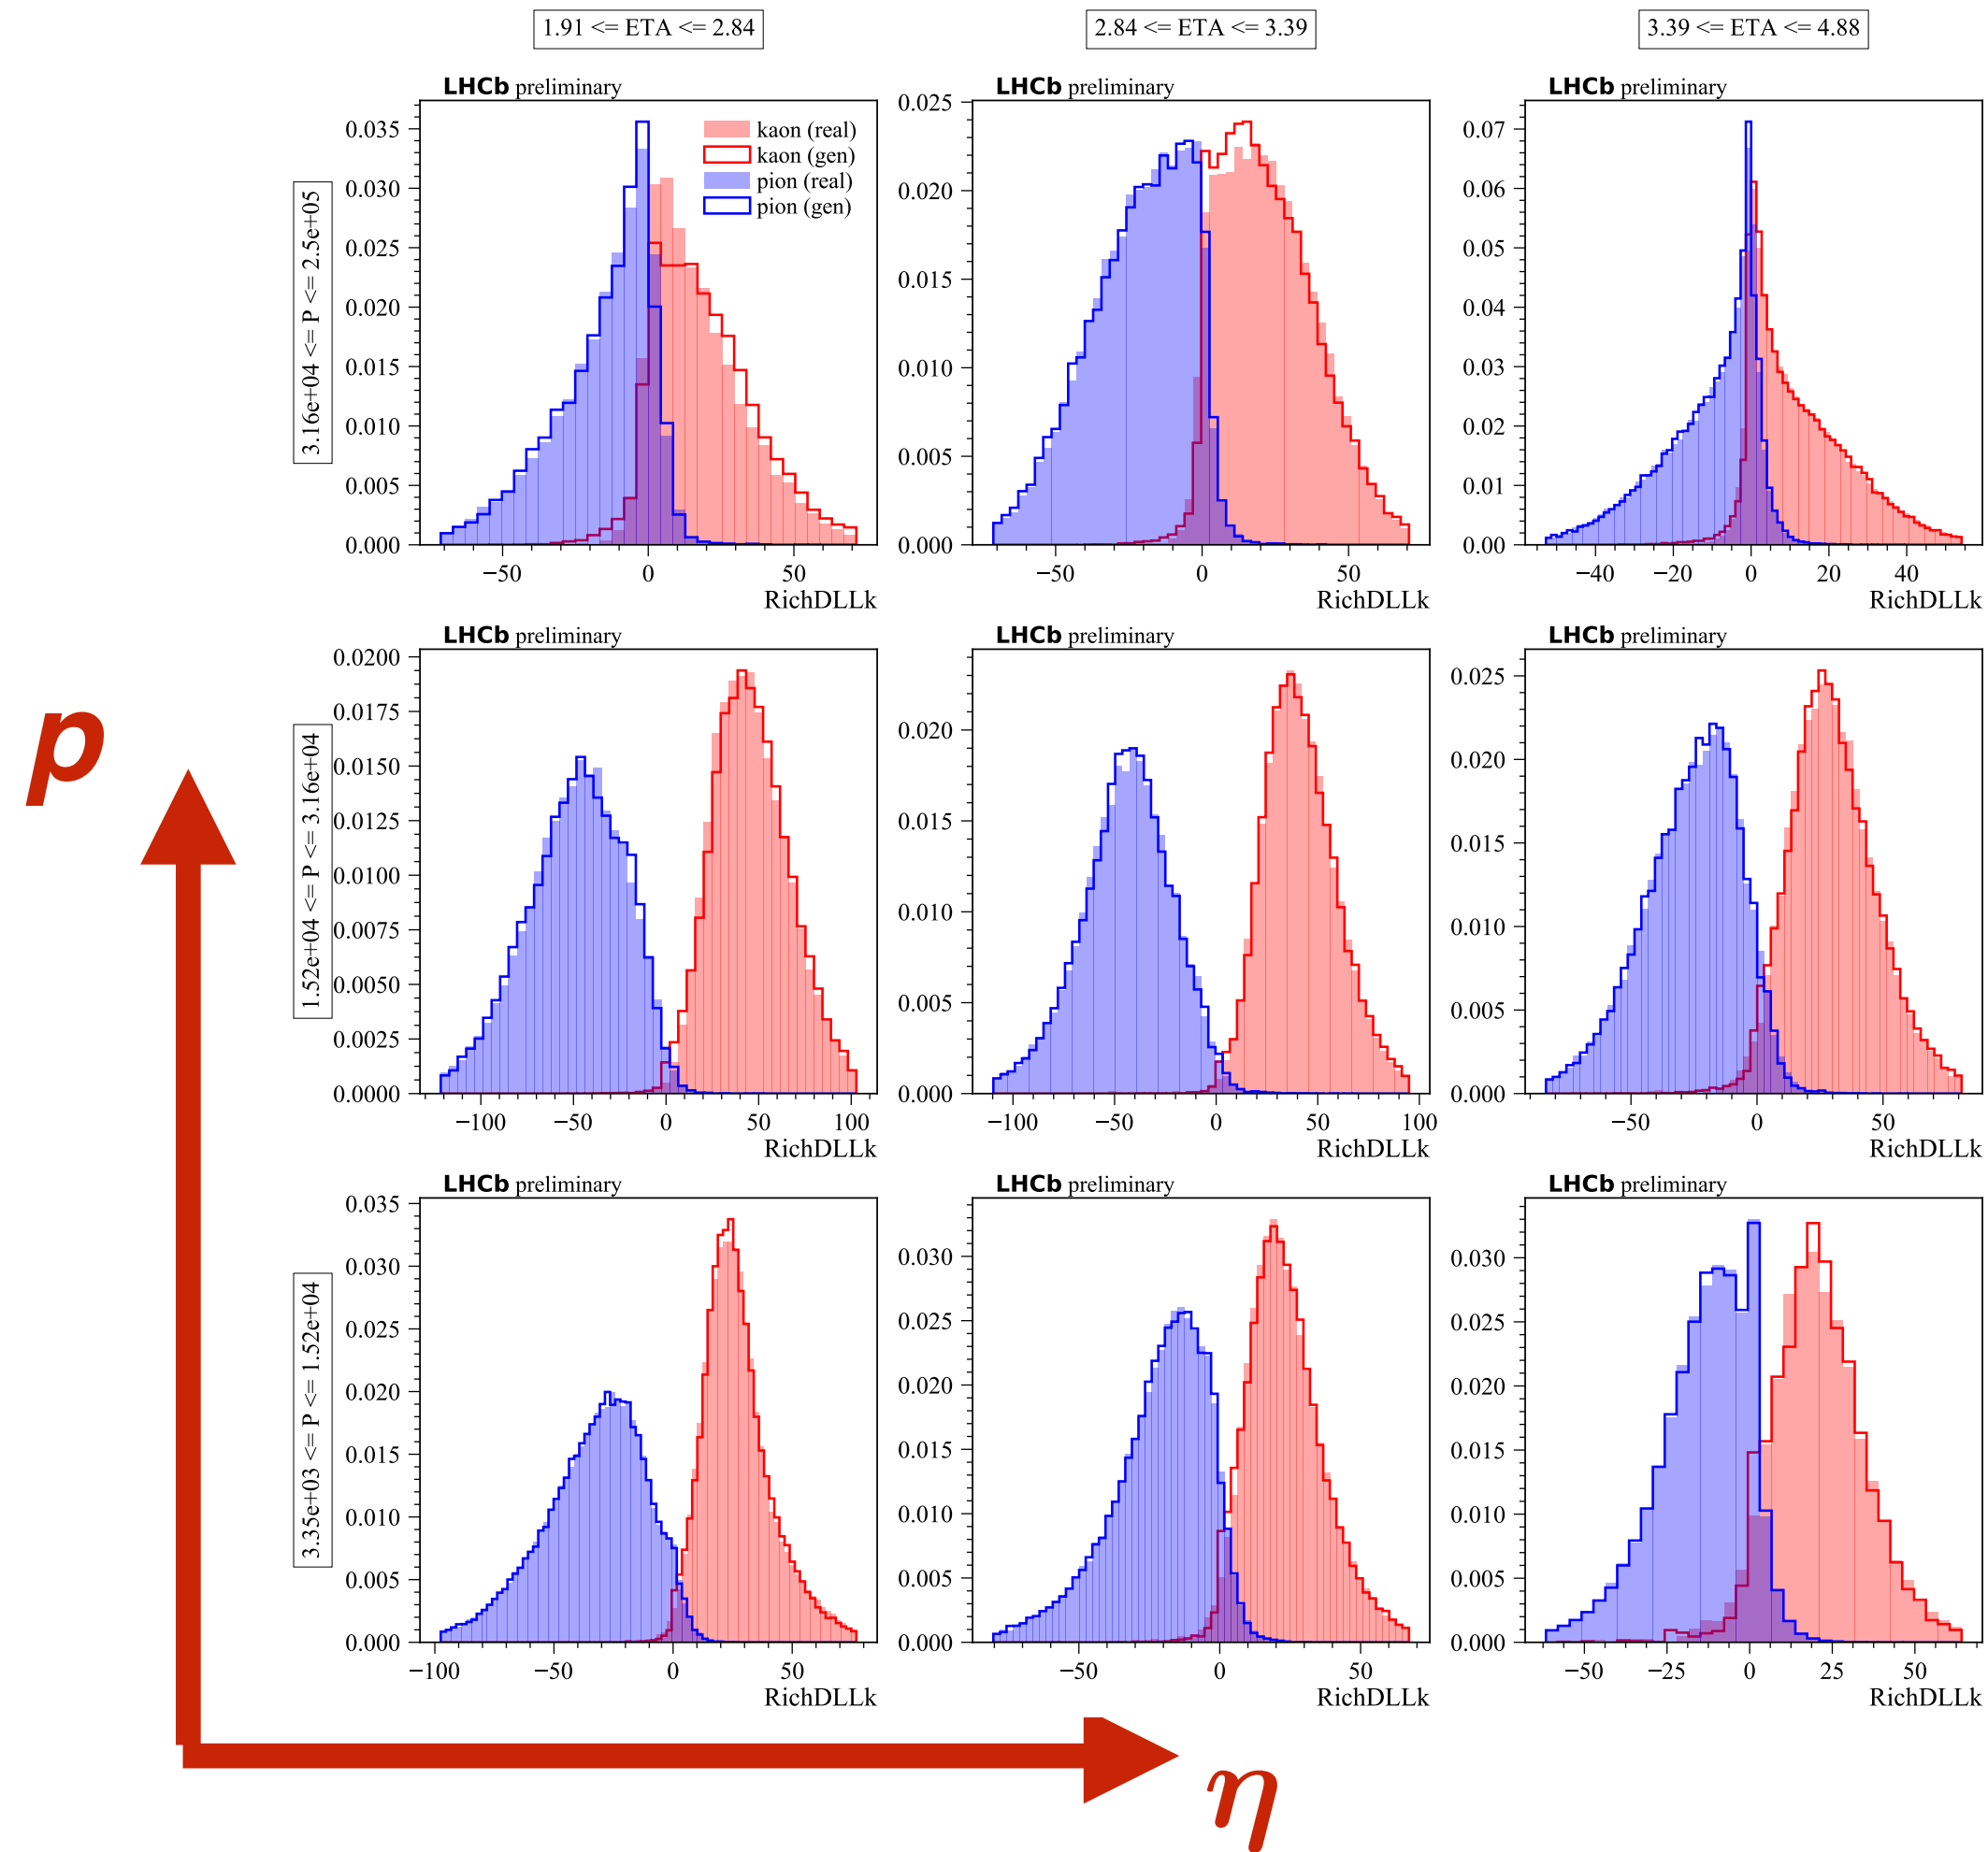 1.91 <= ETA <= 2.84
2.84 <= ETA <= 3.39
3.39 <= ETA <= 4.88
3.16e+04 <= P <= 2.5e+05
LHCb preliminary
kaon (real)
kaon (gen)
pion (real)
pion (gen)
0.035
0.030
0.025
0.020
0.015
0.010
0.005
0.000
−50 0 50
RichDLLk
LHCb preliminary
0.025
0.020
0.015
0.010
0.005
0.000
−50 0 50
RichDLLk
LHCb preliminary
0.07
0.06
0.05
0.04
0.03
0.02
0.01
0.00
−40 −20 0 20 40
RichDLLk
p
1.52e+04 <= P <= 3.16e+04
LHCb preliminary
0.0200
0.0175
0.0150
0.0125
0.0100
0.0075
0.0050
0.0025
0.0000
−100 −50 0 50 100
RichDLLk
LHCb preliminary
0.020
0.015
0.010
0.005
0.000
−100 −50 0 50 100
RichDLLk
LHCb preliminary
0.025
0.020
0.015
0.010
0.005
0.000
−50 0 50
RichDLLk
3.35e+03 <= P <= 1.52e+04
LHCb preliminary
0.035
0.030
0.025
0.020
0.015
0.010
0.005
0.000
−100 −50 0 50
RichDLLk
LHCb preliminary
0.030
0.025
0.020
0.015
0.010
0.005
0.000
−50 0 50
RichDLLk
LHCb preliminary
0.030
0.025
0.020
0.015
0.010
0.005
0.000
−50 −25 0 25 50
RichDLLk
η